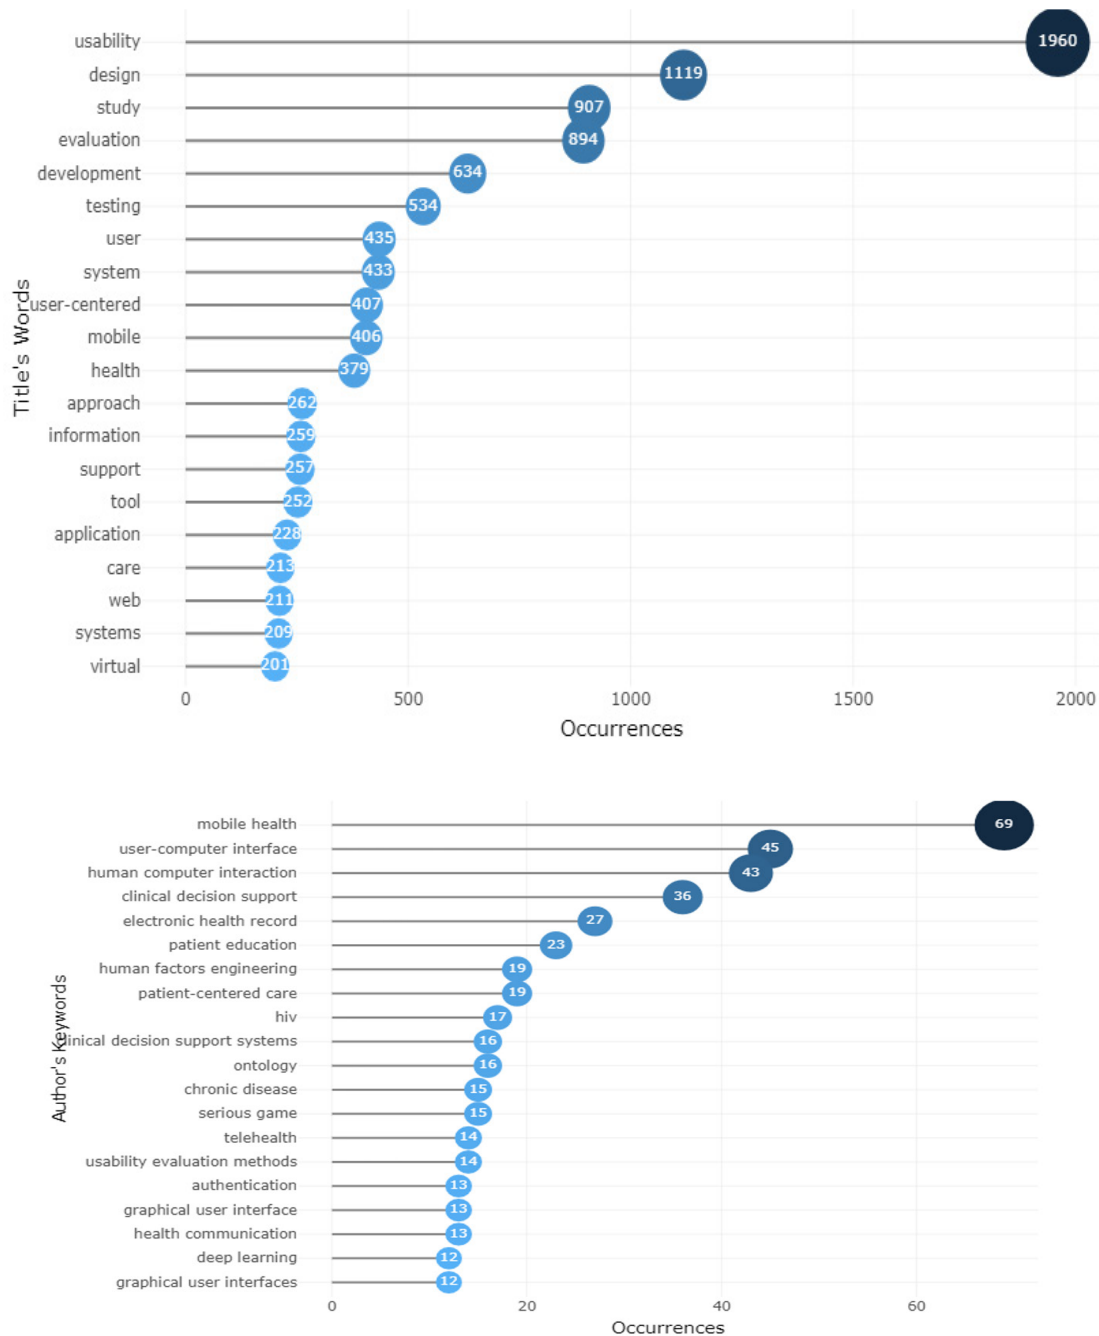 usability 1960
design 1119
study 907
evaluation 894
development 634
testing 534
user 435
system 433
user-centered 407
mobile 406
health 379
approach 262
information 259
support 257
tool 252
application 228
care 213
web 211
systems 209
virtual 201
Title's Words
0 500 1000 1500 2000
Occurrences
mobile health 69
user-computer interface 45
human computer interaction 43
clinical decision support 36
electronic health record 27
patient education 23
human factors engineering 19
patient-centered care 19
hiv 17
clinical decision support systems 16
ontology 16
chronic disease 15
serious game 15
telehealth 14
usability evaluation methods 14
authentication 13
graphical user interface 13
health communication 13
deep learning 12
graphical user interfaces 12
Author's Keywords
0 20 40 60
Occurrences